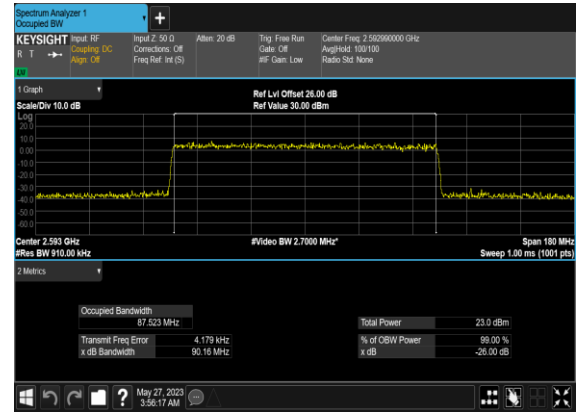 Spectrum Analyzer 1
Occupied BW
+
KEYSIGHT
R T
LW
Input: RF
Coupling: DC
Align: Off
Input Z: 50 Ω
Corrections: Off
Freq Ref: Int (S)
Atten: 20 dB
Trig: Free Run
Gate: Off
#IF Gain: Low
Center Freq: 2.592990000 GHz
Avg|Hold: 100/100
Radio Std: None
1 Graph
Scale/Div 10.0 dB
Ref Lvl Offset 26.00 dB
Ref Value 30.00 dBm
Log
20.0
10.0
0.00
-10.0
-20.0
-30.0
-40.0
-50.0
-60.0
Center 2.593 GHz
#Res BW 910.00 kHz
#Video BW 2.7000 MHz*
Span 180 MHz
Sweep 1.00 ms (1001 pts)
2 Metrics
Occupied Bandwidth
87.523 MHz
Transmit Freq Error 4.179 kHz
x dB Bandwidth 90.16 MHz
Total Power 23.0 dBm
% of OBW Power 99.00 %
x dB -26.00 dB
?
May 27, 2023
3:56:17 AM